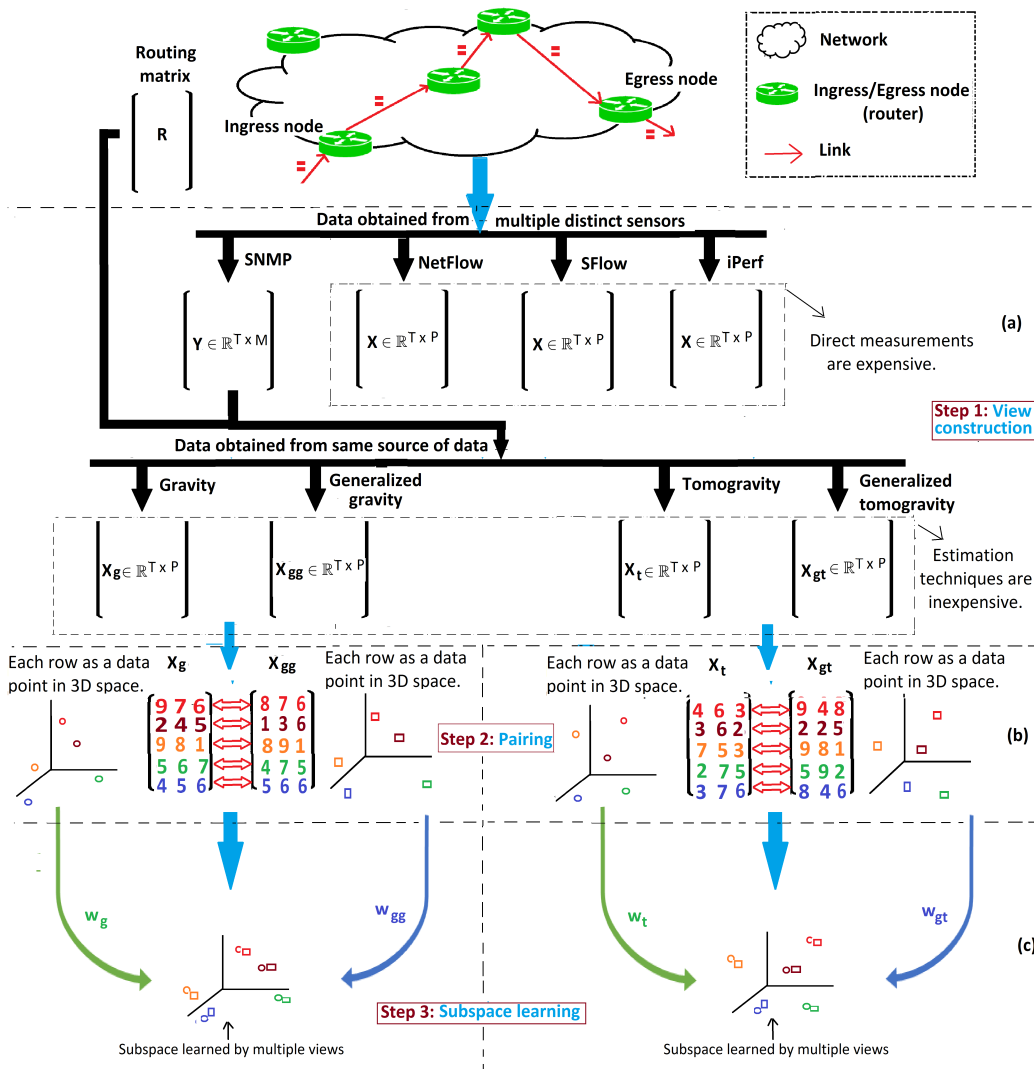 Routing
matrix
R
Ingress node
Egress node
=
=
=
=
=
Network
Ingress/Egress node
(router)
Link
Data obtained from multiple distinct sensors
SNMP
NetFlow
SFlow
iPerf
Y ∈ ℝ^T x M
X ∈ ℝ^T x P
X ∈ ℝ^T x P
X ∈ ℝ^T x P
(a)
Direct measurements
are expensive.
Step 1: View
construction
Data obtained from same source of data
Gravity
Generalized
gravity
Tomogravity
Generalized
tomogravity
X_g ∈ ℝ^T x P
X_gg ∈ ℝ^T x P
X_t ∈ ℝ^T x P
X_gt ∈ ℝ^T x P
Estimation
techniques are
inexpensive.
Each row as a data
point in 3D space.
X_g
X_gg
Each row as a data
point in 3D space.
9 7 6 8 7 6
2 4 5 1 3 6
9 8 1 8 9 1
5 6 7 4 7 5
4 5 6 5 6 6
Step 2: Pairing
Each row as a data
point in 3D space.
X_t
X_gt
Each row as a data
point in 3D space.
4 6 3 9 4 8
3 6 2 2 2 5
7 5 3 9 8 1
2 7 5 5 9 2
3 7 6 8 4 6
(b)
w_g
w_gg
w_t
w_gt
(c)
Step 3: Subspace learning
Subspace learned by multiple views
Subspace learned by multiple views